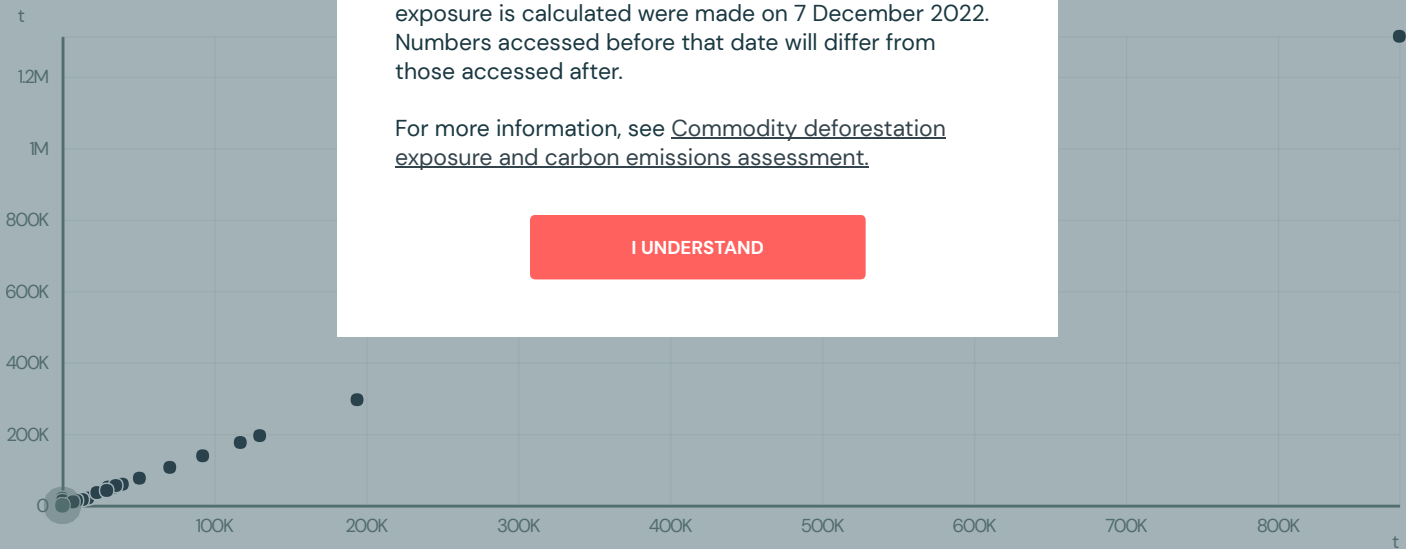 t
exposure is calculated were made on 7 December 2022.
Numbers accessed before that date will differ from
those accessed after.
For more information, see Commodity deforestation
exposure and carbon emissions assessment.
I UNDERSTAND
1.2M
1M
800K
600K
400K
200K
0
100K 200K 300K 400K 500K 600K 700K 800K
t